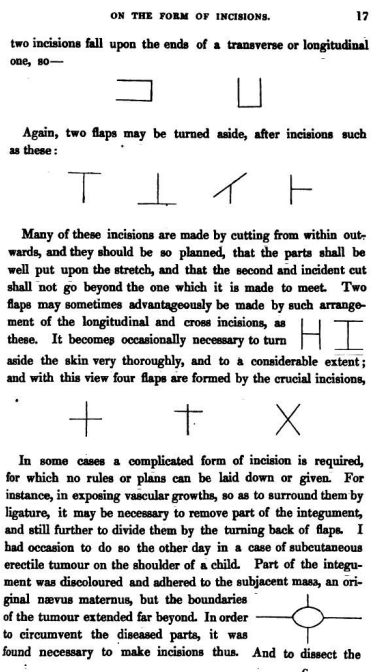 ON THE FORM OF INCISIONS. 17
two incisions fall upon the ends of a transverse or longitudinal
one, so—
Again, two flaps may be turned aside, after incisions such
as these:
Many of these incisions are made by cutting from within out-
wards, and they should be so planned, that the parts shall be
well put upon the stretch, and that the second and incident cut
shall not go beyond the one which it is made to meet. Two
flaps may sometimes advantageously be made by such arrange-
ment of the longitudinal and cross incisions, as
these. It becomes occasionally necessary to turn
aside the skin very thoroughly, and to a considerable extent;
and with this view four flaps are formed by the crucial incisions,
In some cases a complicated form of incision is required,
for which no rules or plans can be laid down or given. For
instance, in exposing vascular growths, so as to surround them by
ligature, it may be necessary to remove part of the integument,
and still further to divide them by the turning back of flaps. I
had occasion to do so the other day in a case of subcutaneous
erectile tumour on the shoulder of a child. Part of the integu-
ment was discoloured and adhered to the subjacent mass, an ori-
ginal nævus maternus, but the boundaries
of the tumour extended far beyond. In order
to circumvent the diseased parts, it was
found necessary to make incisions thus. And to dissect the